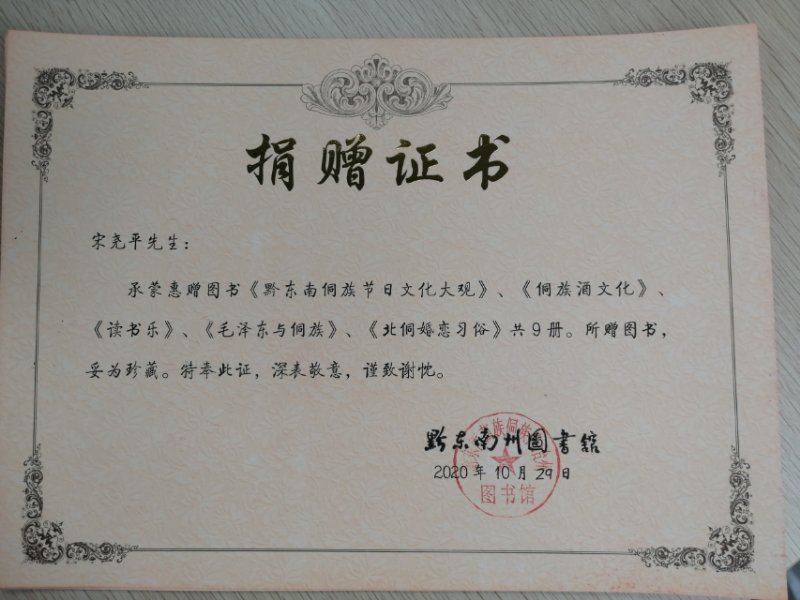 捐赠证书
宋尧平先生：
承蒙惠赠图书《黔东南侗族节日文化大观》、《侗族酒文化》、
《读书乐》、《毛泽东与侗族》、《北侗婚恋习俗》共9册。所赠图书，
妥为珍藏。特奉此证，深表敬意，谨致谢忱。
黔东南州圖書館
2020年10月29日
图书馆